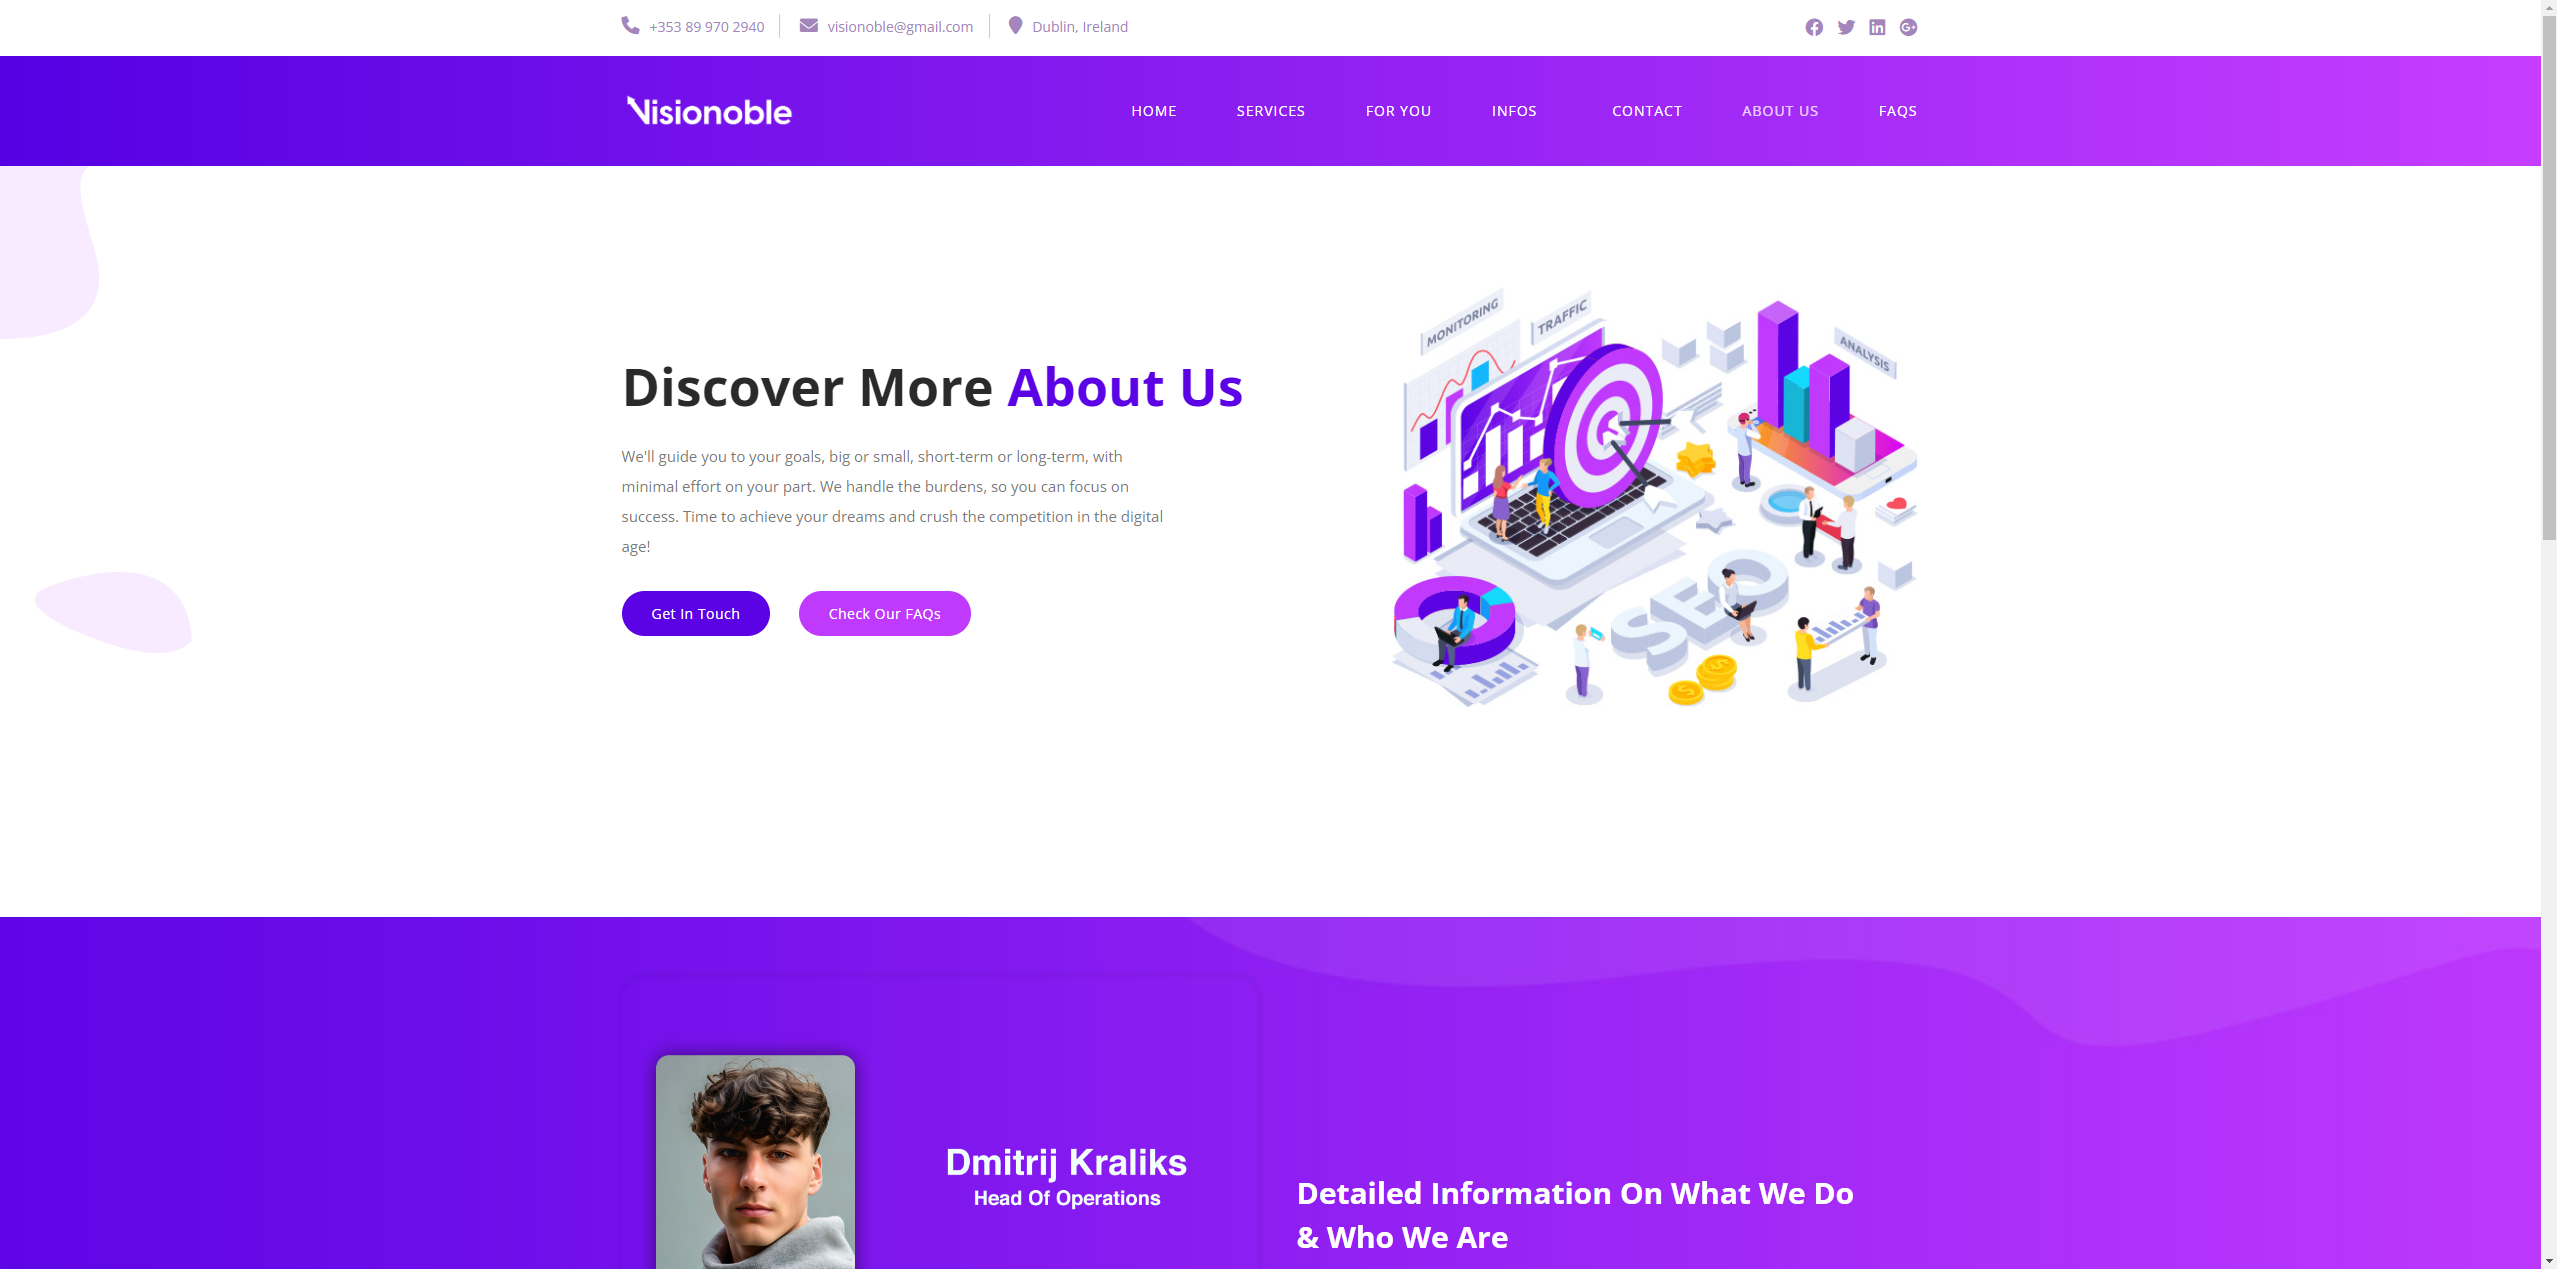 +353 89 970 2940
visionoble@gmail.com
Dublin, Ireland
Visionoble
HOME
SERVICES
FOR YOU
INFOS
CONTACT
ABOUT US
FAQS
Discover More About Us
We'll guide you to your goals, big or small, short-term or long-term, with
minimal effort on your part. We handle the burdens, so you can focus on
success. Time to achieve your dreams and crush the competition in the digital
age!
Get In Touch
Check Our FAQs
MONITORING
TRAFFIC
ANALYSIS
SEO
Dmitrij Kraliks
Head Of Operations
Detailed Information On What We Do
& Who We Are